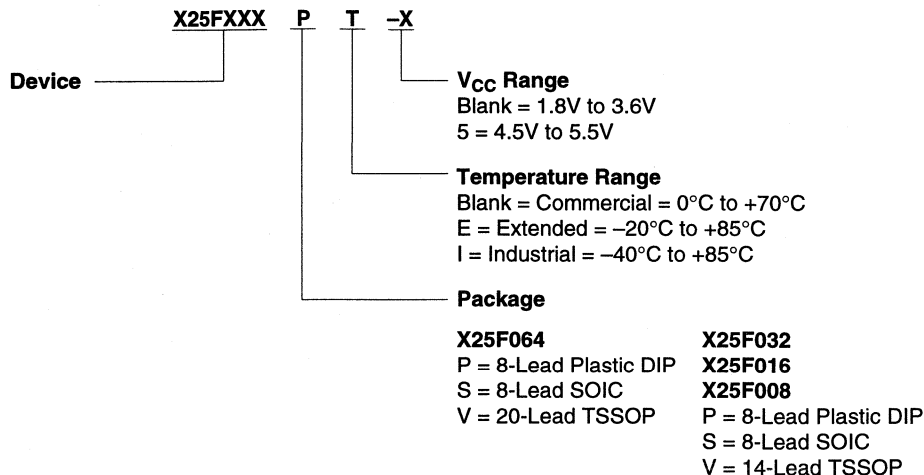 X25FXXX P T –X
Device
VCC Range
Blank = 1.8V to 3.6V
5 = 4.5V to 5.5V
Temperature Range
Blank = Commercial = 0°C to +70°C
E = Extended = –20°C to +85°C
I = Industrial = –40°C to +85°C
Package
X25F064
P = 8-Lead Plastic DIP
S = 8-Lead SOIC
V = 20-Lead TSSOP
X25F032
X25F016
X25F008
P = 8-Lead Plastic DIP
S = 8-Lead SOIC
V = 14-Lead TSSOP